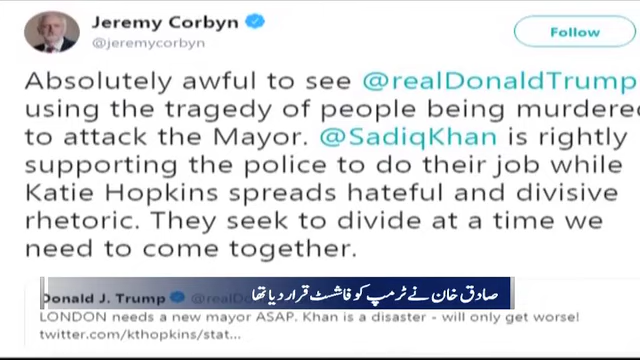 Jeremy Corbyn
@jeremycorbyn
Follow
Absolutely awful to see @realDonaldTrump
using the tragedy of people being murdered
to attack the Mayor. @SadiqKhan is rightly
supporting the police to do their job while
Katie Hopkins spreads hateful and divisive
rhetoric. They seek to divide at a time we
need to come together.
صادق خان نے ٹرمپ کو فاشسٹ قرار دیا تھا
Donald J. Trump @realDo
LONDON needs a new mayor ASAP. Khan is a disaster - will only get worse!
twitter.com/kthopkins/stat...